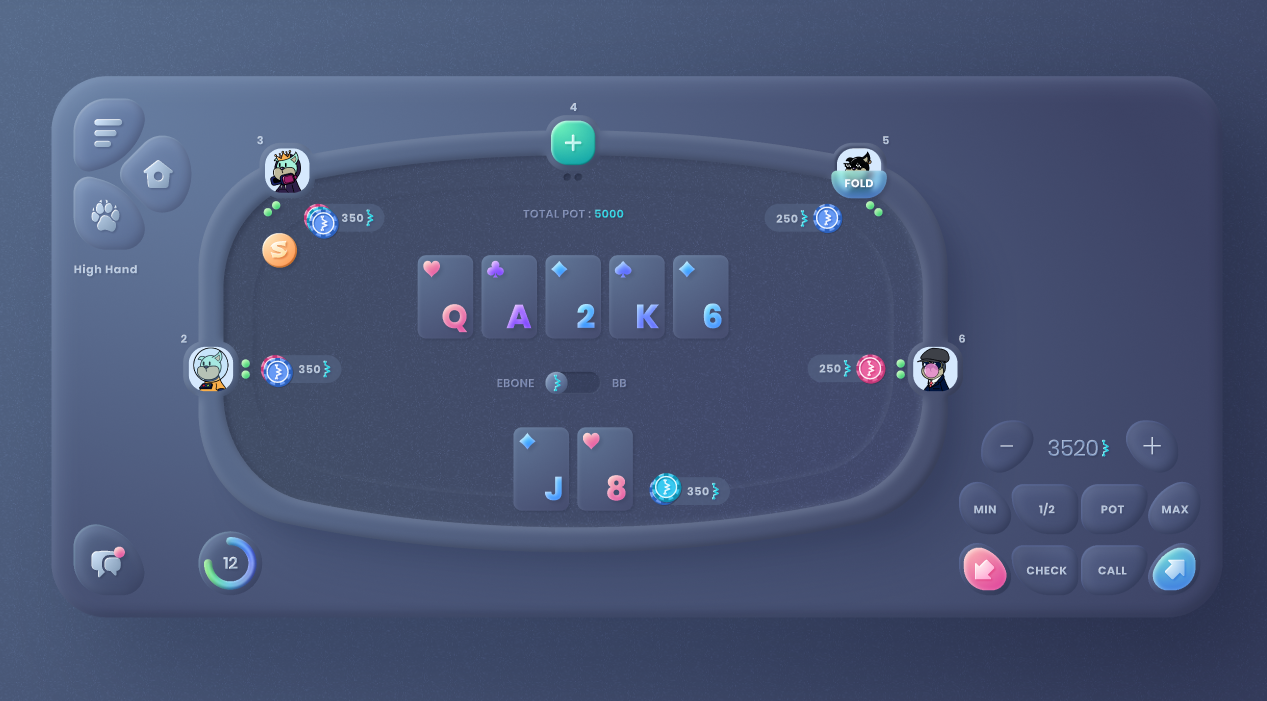 4
3
5
FOLD
TOTAL POT : 5000
350
250
S
High Hand
Q
A
2
K
6
2
6
350
250
EBONE
BB
3520
J
8
350
MIN
1/2
POT
MAX
12
CHECK
CALL